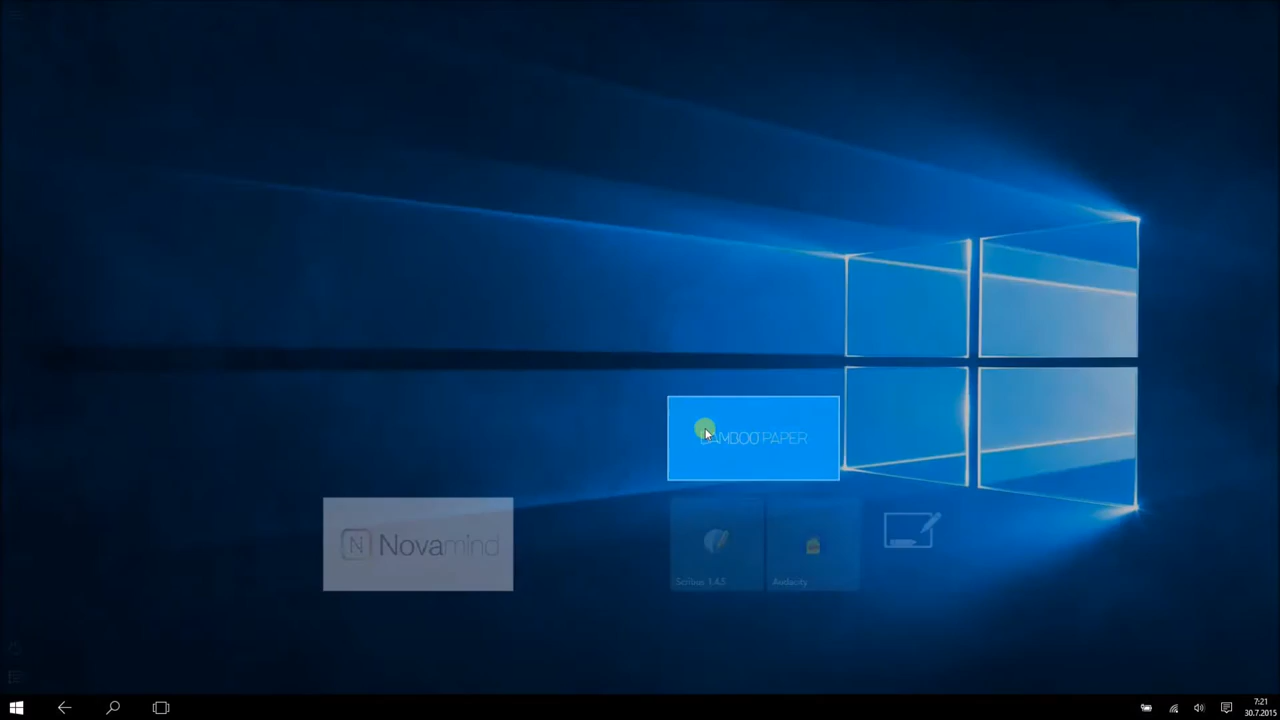 BAMBOO PAPER
N Novamind
Scribus 1.4.5
Audacity
7:21
30.7.2015